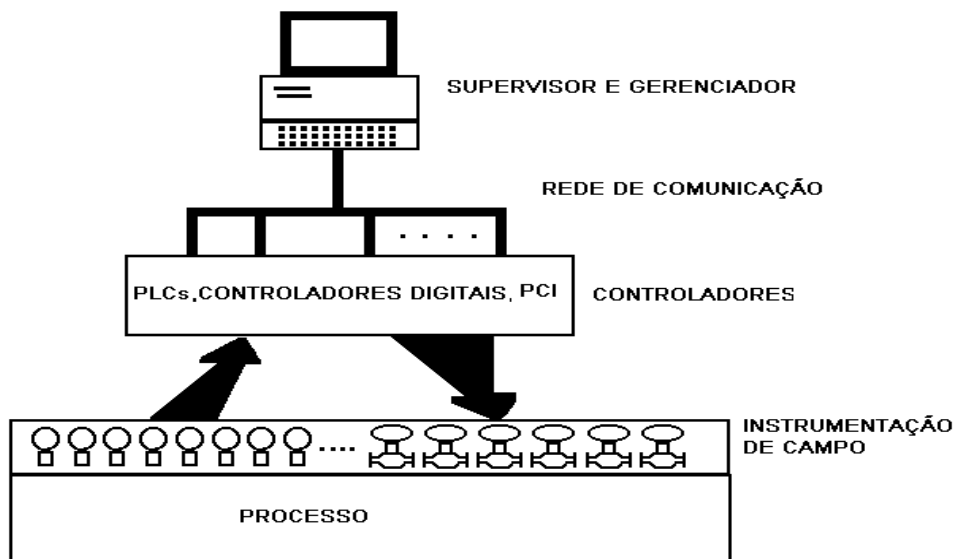 SUPERVISOR E GERENCIADOR
REDE DE COMUNICAÇÃO
PLCs,CONTROLADORES DIGITAIS, PCI
CONTROLADORES
INSTRUMENTAÇÃO
DE CAMPO
PROCESSO